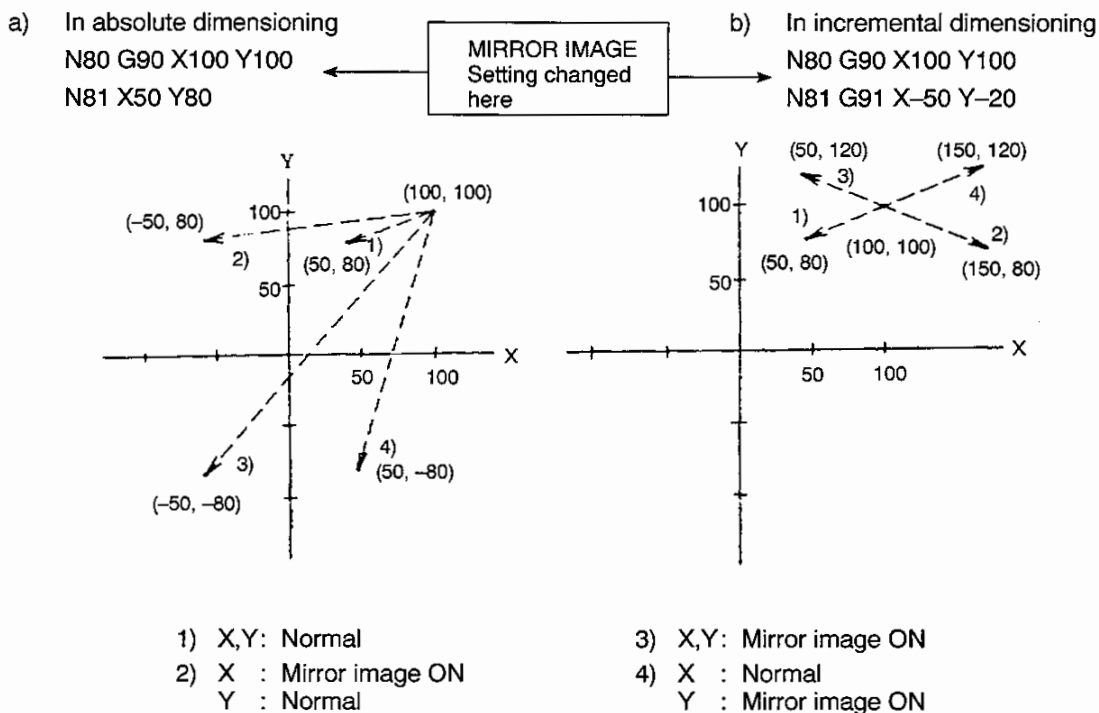 a) In absolute dimensioning
N80 G90 X100 Y100
N81 X50 Y80
MIRROR IMAGE
Setting changed
here
b) In incremental dimensioning
N80 G90 X100 Y100
N81 G91 X–50 Y–20
Y
(100, 100)
(–50, 80)
100
2)
1)
(50, 80)
50
X
50
100
3)
4)
(–50, –80)
(50, –80)
Y
(50, 120)
(150, 120)
3)
4)
100
1)
2)
(50, 80)
(100, 100)
(150, 80)
50
X
50
100
1) X,Y: Normal
2) X : Mirror image ON
Y : Normal
3) X,Y: Mirror image ON
4) X : Normal
Y : Mirror image ON